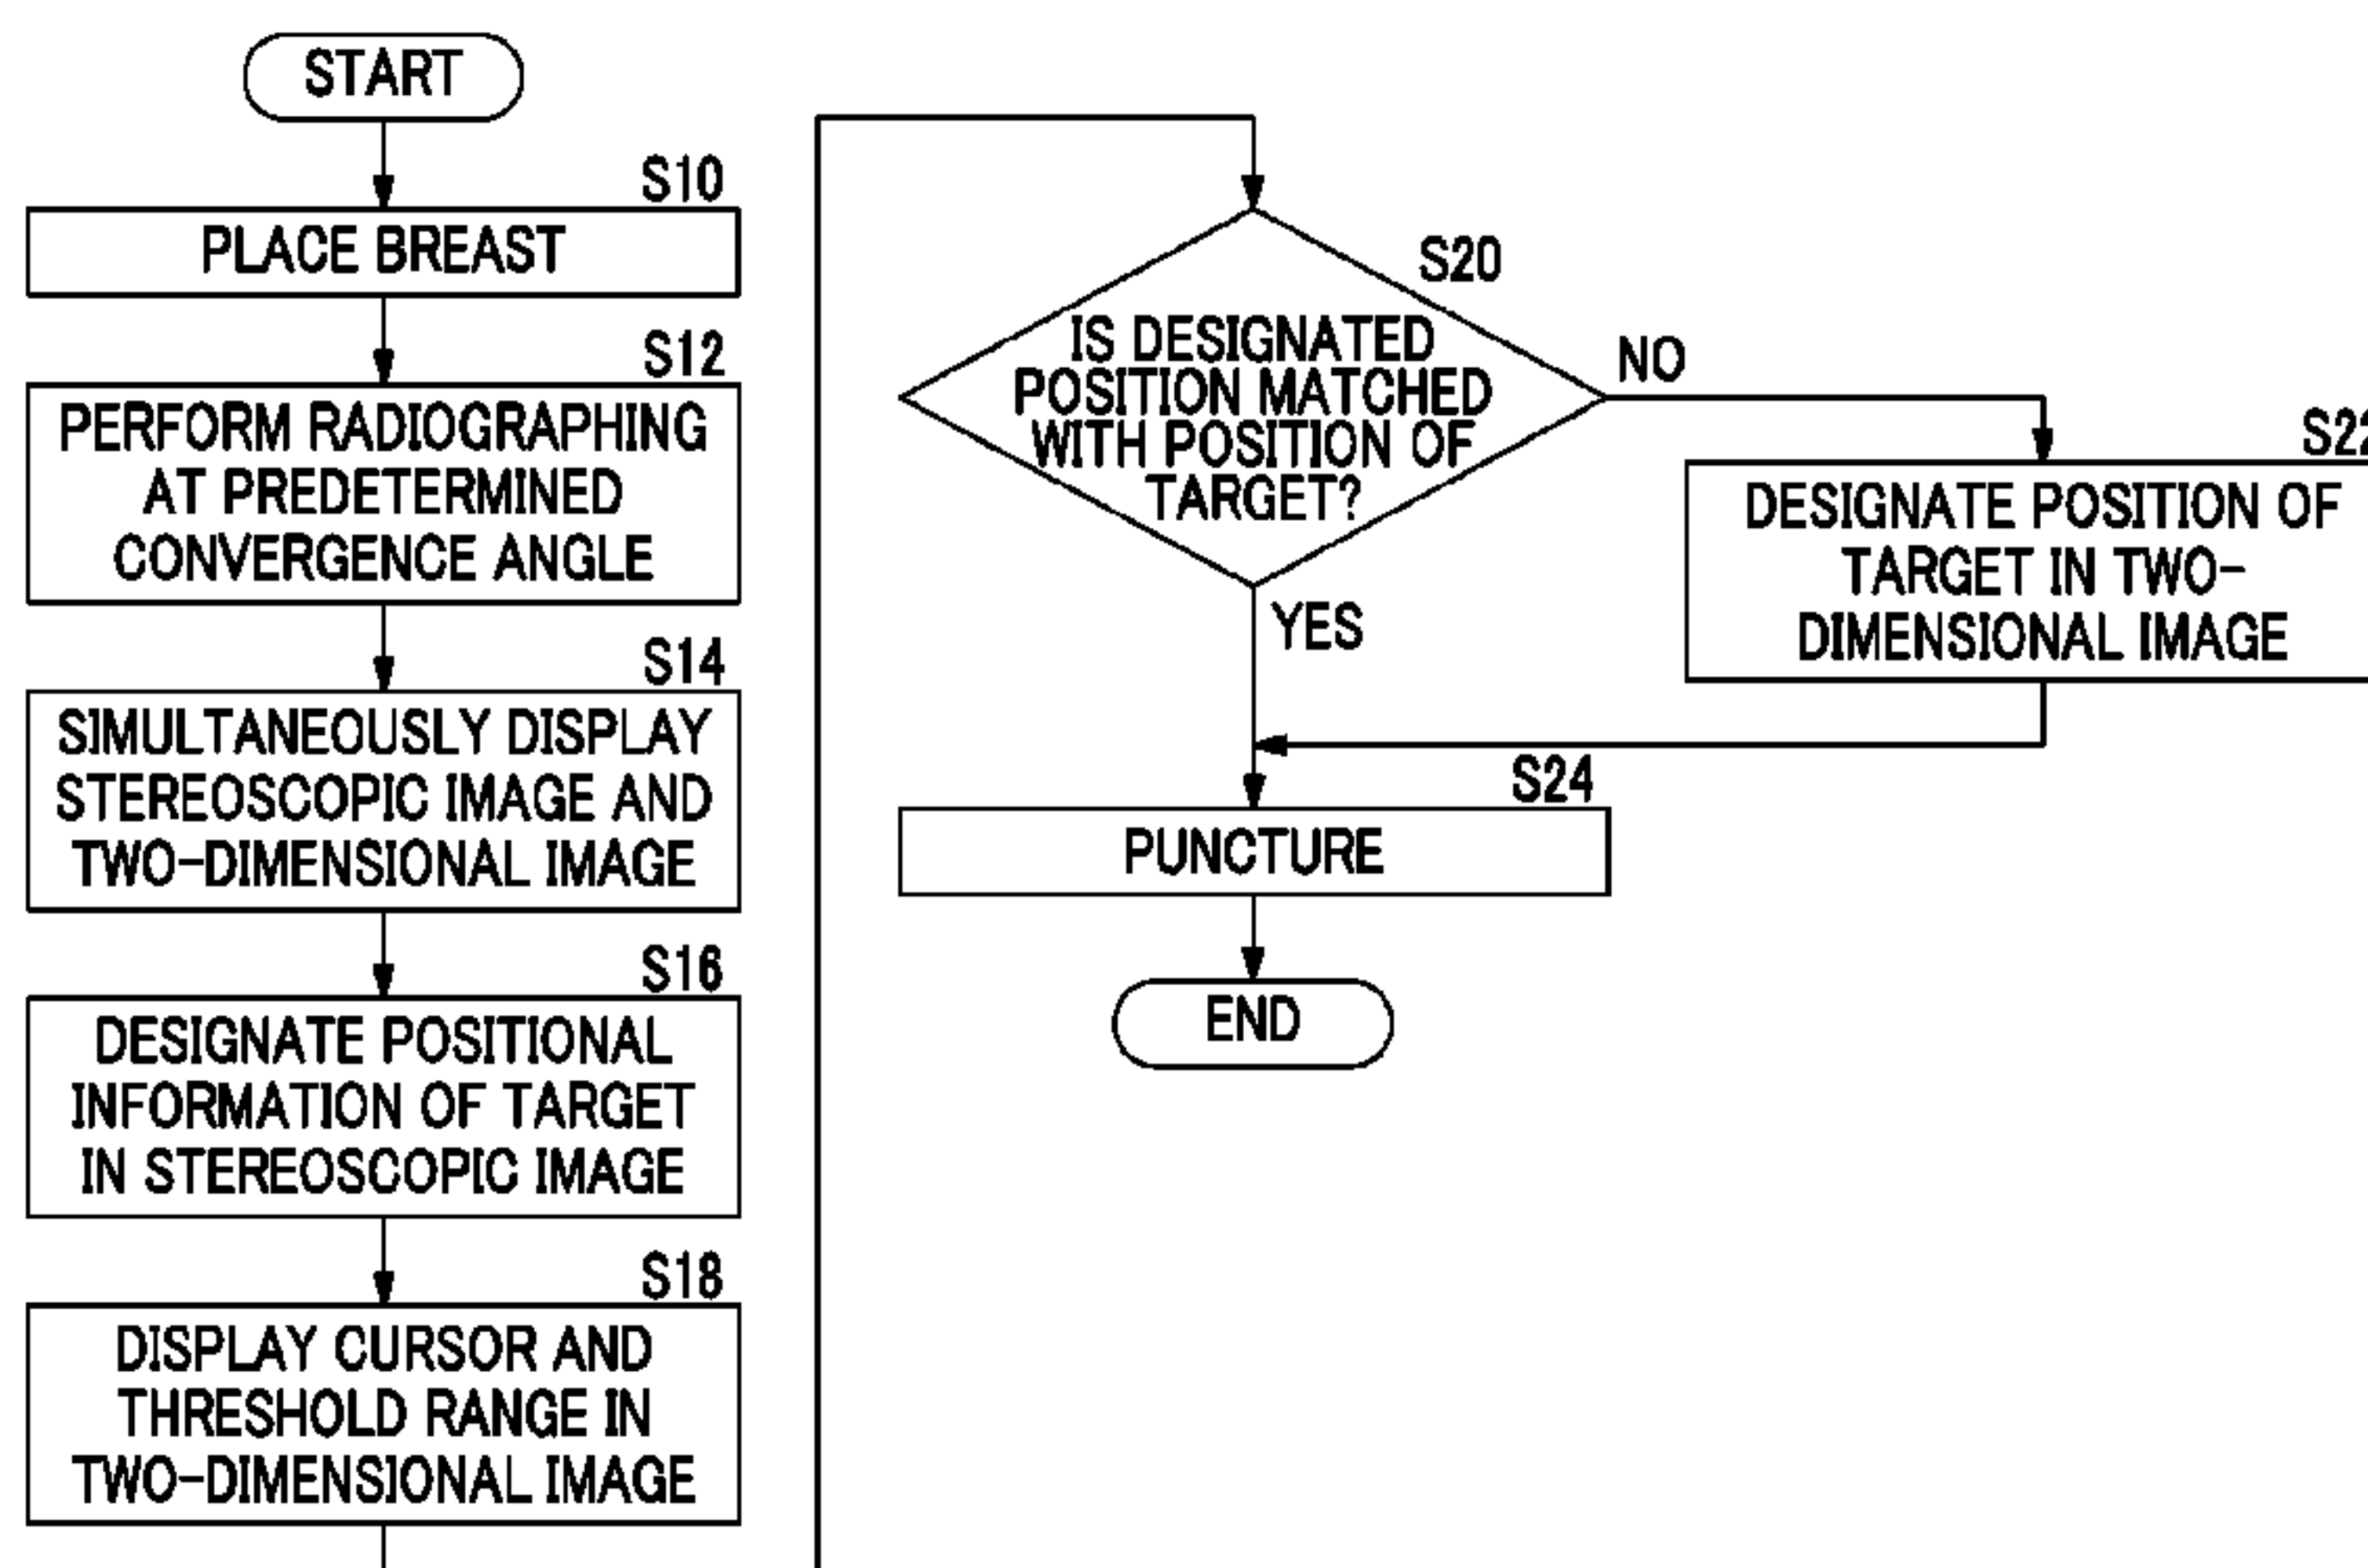 START
S10
PLACE BREAST
S12
PERFORM RADIOGRAPHING
AT PREDETERMINED
CONVERGENCE ANGLE
S14
SIMULTANEOUSLY DISPLAY
STEREOSCOPIC IMAGE AND
TWO-DIMENSIONAL IMAGE
S16
DESIGNATE POSITIONAL
INFORMATION OF TARGET
IN STEREOSCOPIC IMAGE
S18
DISPLAY CURSOR AND
THRESHOLD RANGE IN
TWO-DIMENSIONAL IMAGE
S20
IS DESIGNATED
POSITION MATCHED
WITH POSITION OF
TARGET?
NO
YES
S22
DESIGNATE POSITION OF
TARGET IN TWO-
DIMENSIONAL IMAGE
S24
PUNCTURE
END